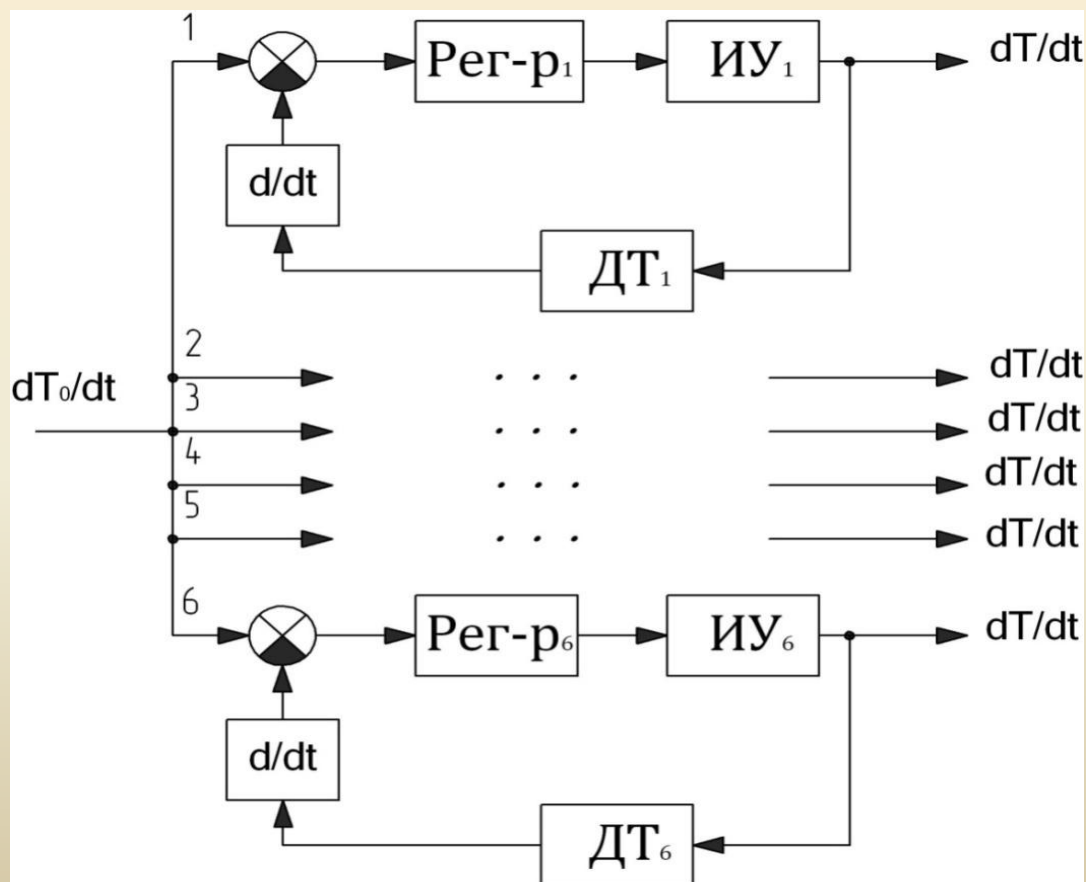 1
Рег-р₁
ИУ₁
dT/dt
d/dt
ДТ₁
2
dT/dt
dT₀/dt
3
. . .
dT/dt
4
. . .
dT/dt
5
. . .
dT/dt
. . .
6
Рег-р₆
ИУ₆
dT/dt
d/dt
ДТ₆